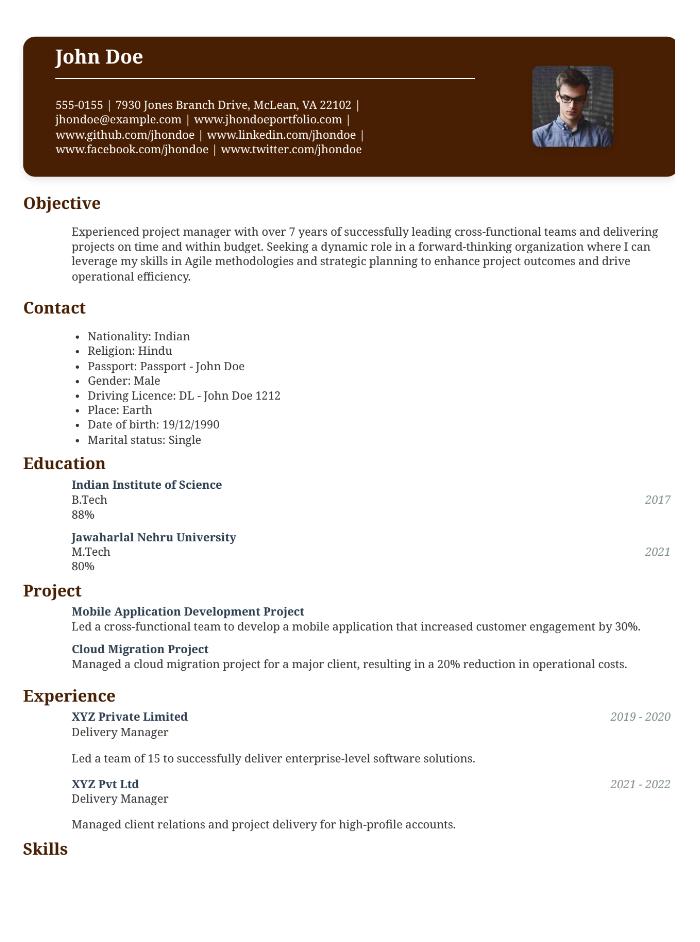 John Doe
555-0155 | 7930 Jones Branch Drive, McLean, VA 22102 |
jhondoe@example.com | www.jhondoeportfolio.com |
www.github.com/jhondoe | www.linkedin.com/jhondoe |
www.facebook.com/jhondoe | www.twitter.com/jhondoe
Objective
Experienced project manager with over 7 years of successfully leading cross-functional teams and delivering
projects on time and within budget. Seeking a dynamic role in a forward-thinking organization where I can
leverage my skills in Agile methodologies and strategic planning to enhance project outcomes and drive
operational efficiency.
Contact
• Nationality: Indian
• Religion: Hindu
• Passport: Passport - John Doe
• Gender: Male
• Driving Licence: DL - John Doe 1212
• Place: Earth
• Date of birth: 19/12/1990
• Marital status: Single
Education
Indian Institute of Science
B.Tech 2017
88%
Jawaharlal Nehru University
M.Tech 2021
80%
Project
Mobile Application Development Project
Led a cross-functional team to develop a mobile application that increased customer engagement by 30%.
Cloud Migration Project
Managed a cloud migration project for a major client, resulting in a 20% reduction in operational costs.
Experience
XYZ Private Limited 2019 - 2020
Delivery Manager
Led a team of 15 to successfully deliver enterprise-level software solutions.
XYZ Pvt Ltd 2021 - 2022
Delivery Manager
Managed client relations and project delivery for high-profile accounts.
Skills